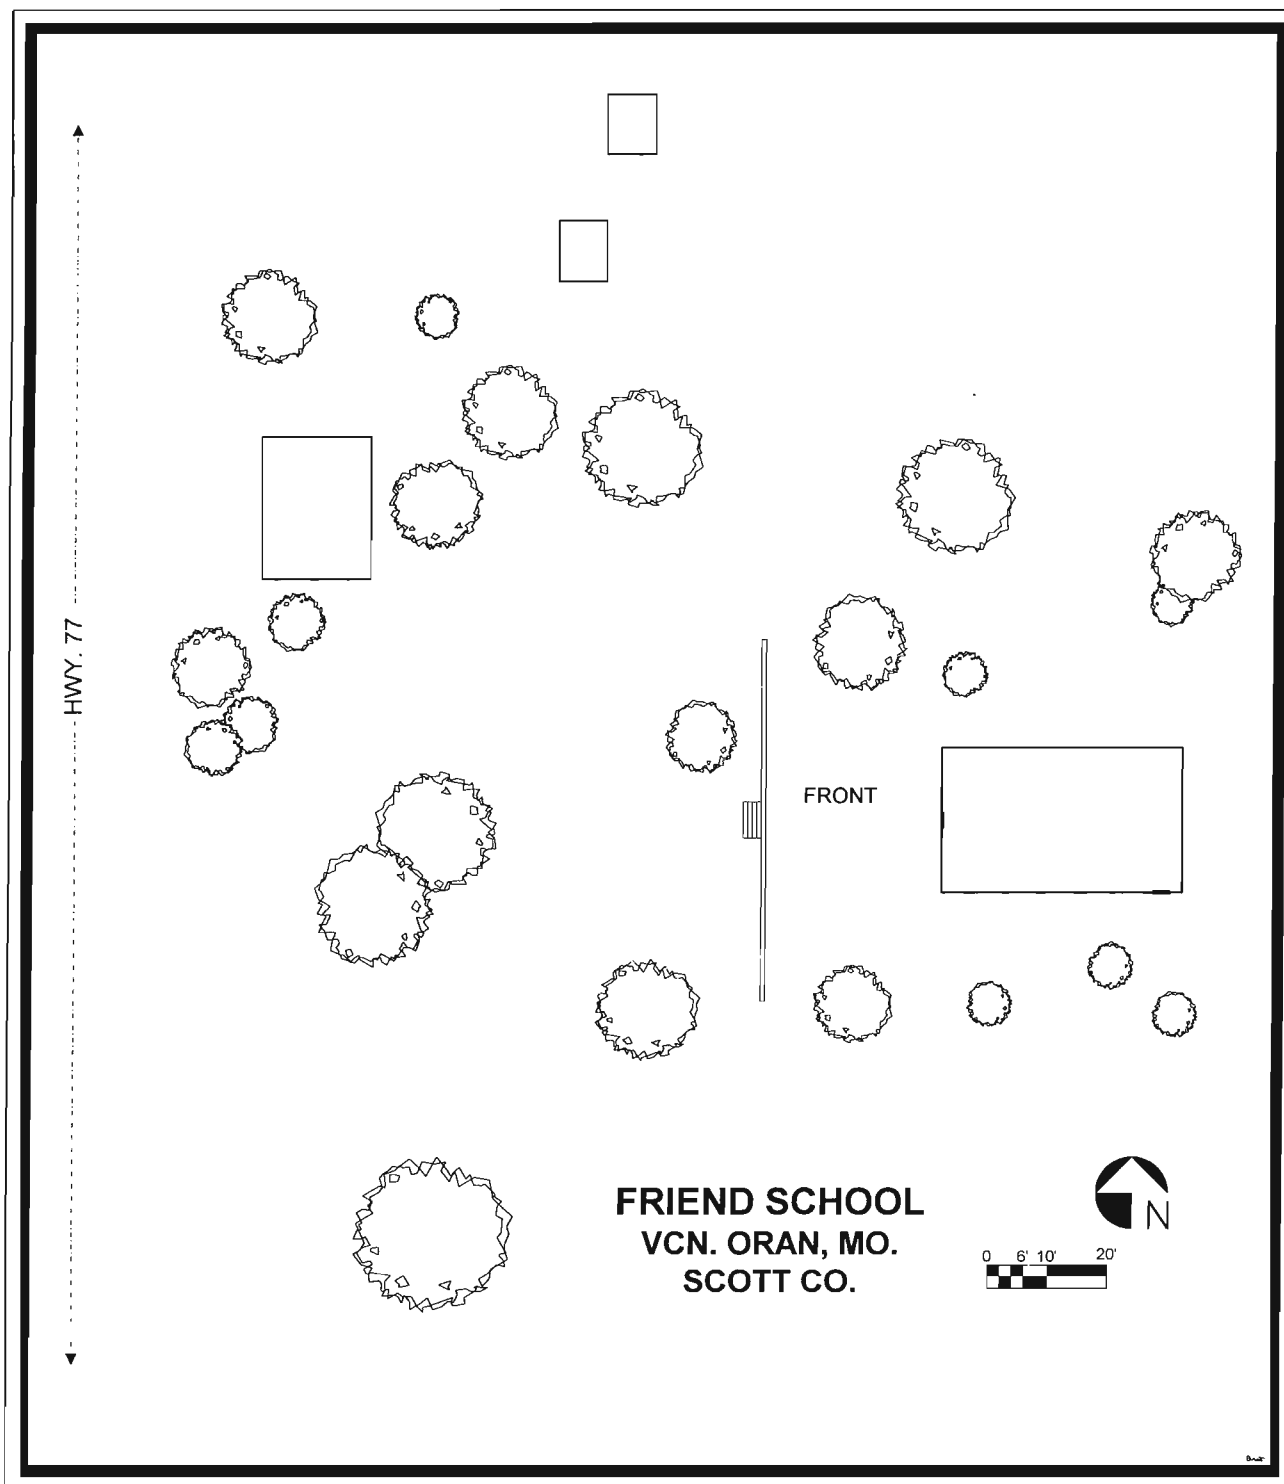 HWY. 77
FRONT
FRIEND SCHOOL
VCN. ORAN, MO.
SCOTT CO.
N
0 6' 10' 20'